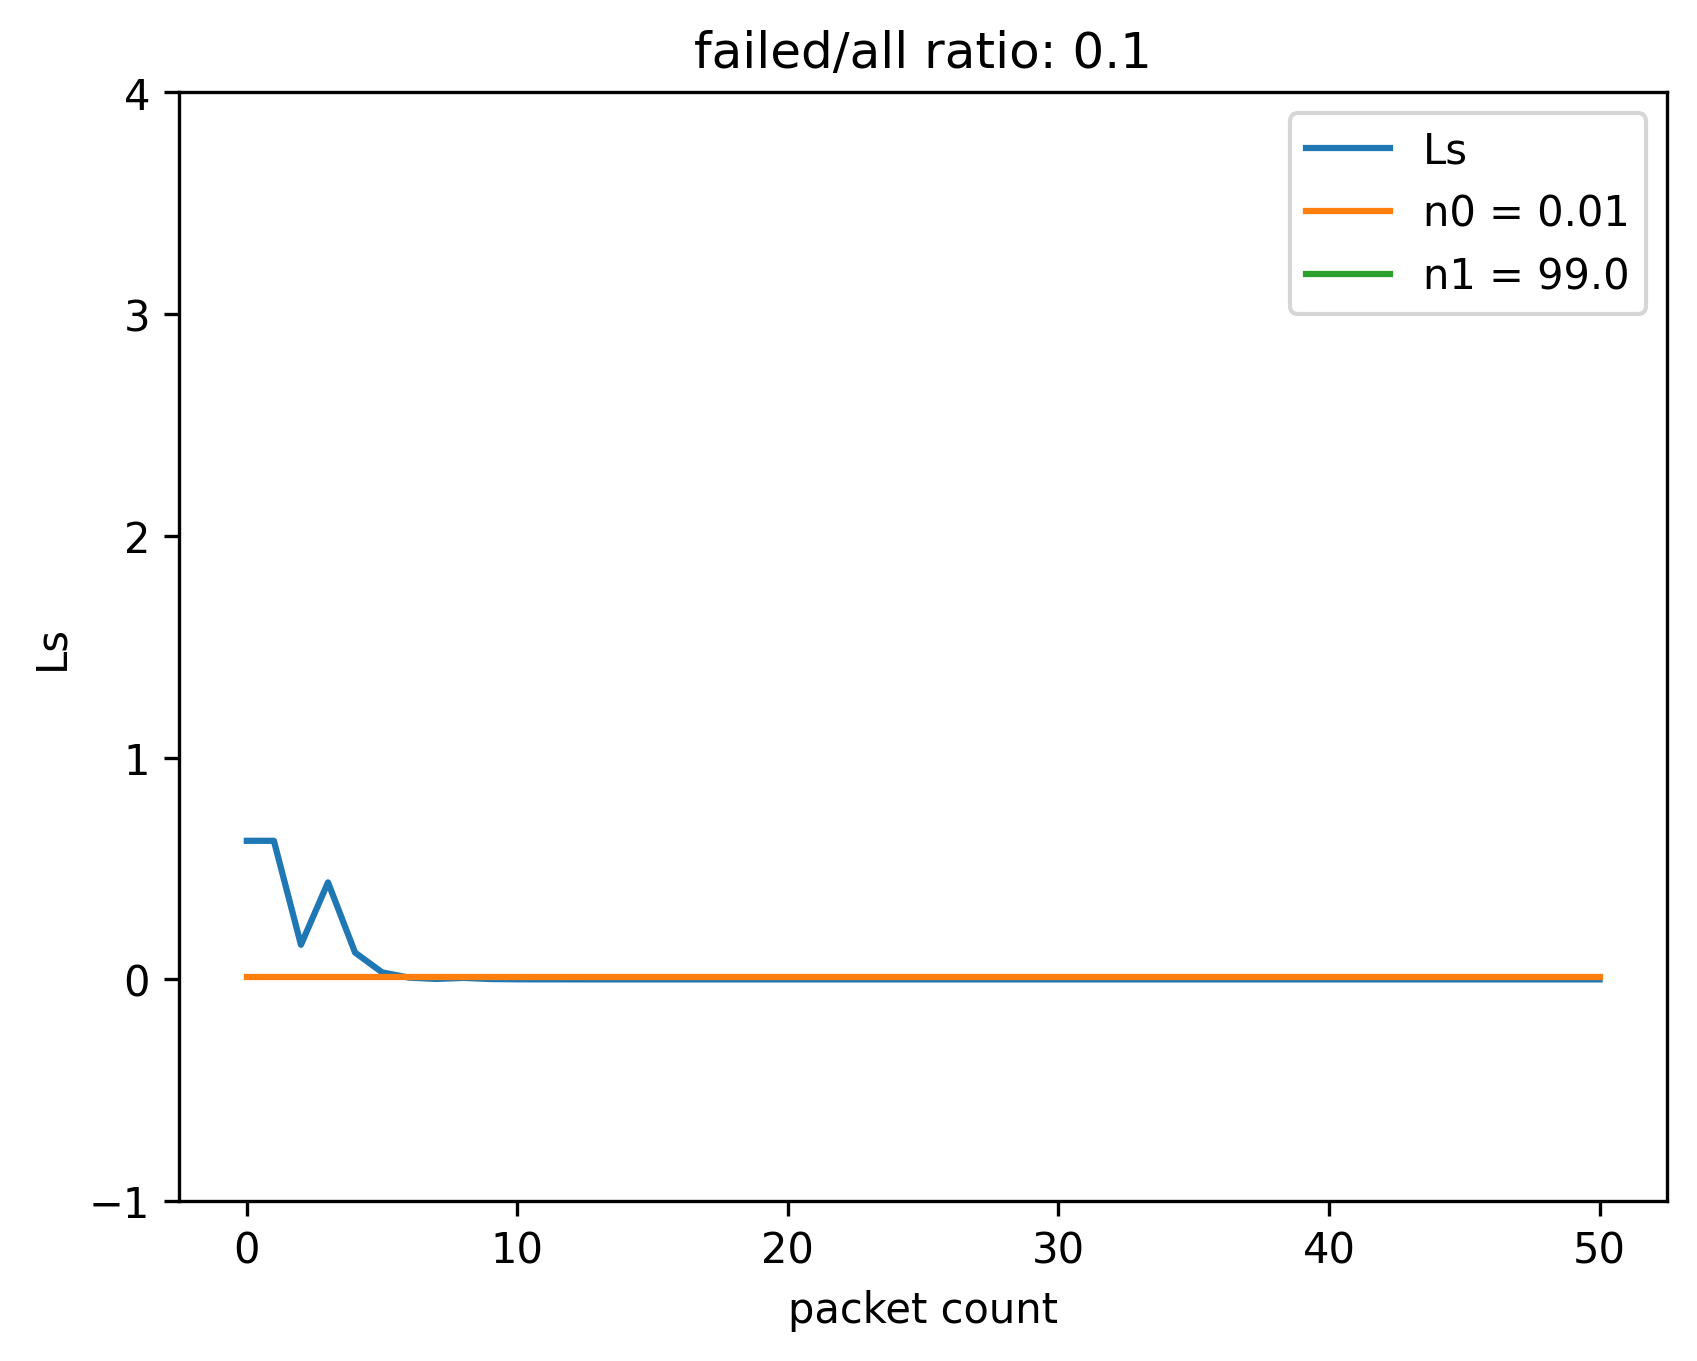 failed/all ratio: 0.1
4
3
2
1
0
−1
Ls
Ls
n0 = 0.01
n1 = 99.0
0 10 20 30 40 50
packet count